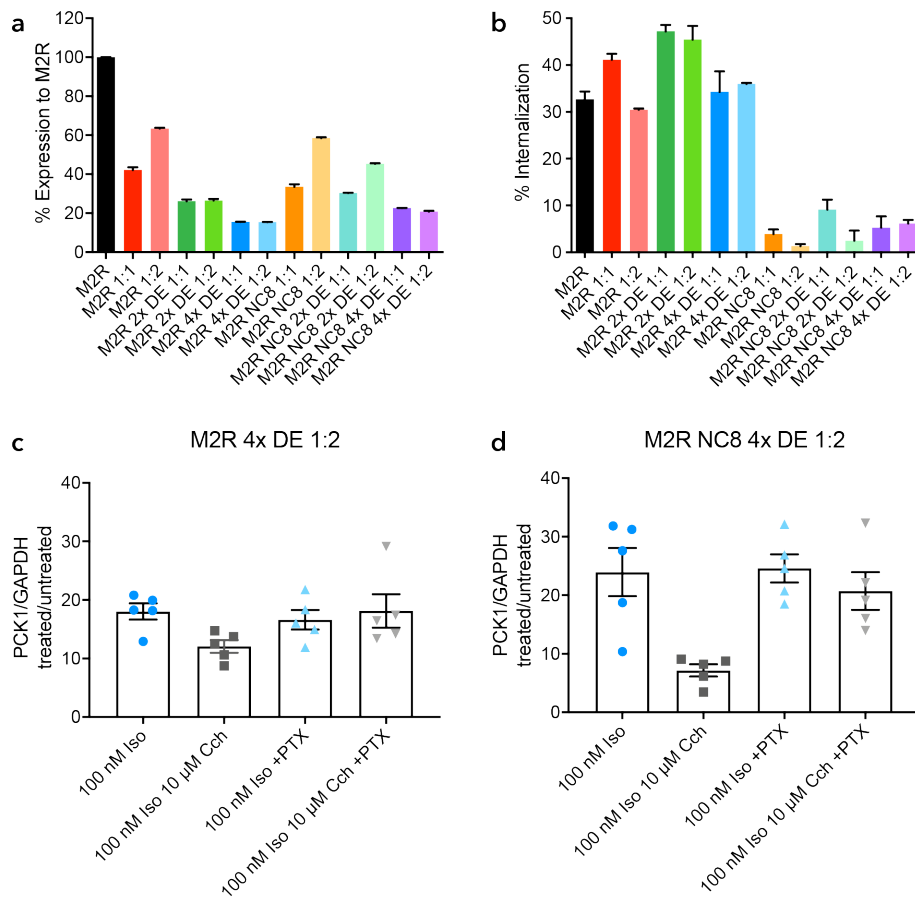 a
% Expression to M2R
120
100
80
60
40
20
0
M2R
M2R 1:1
M2R 1:2
M2R 2x DE 1:1
M2R 2x DE 1:2
M2R 4x DE 1:1
M2R 4x DE 1:2
M2R NC8 1:1
M2R NC8 1:2
M2R NC8 2x DE 1:1
M2R NC8 2x DE 1:2
M2R NC8 4x DE 1:1
M2R NC8 4x DE 1:2
b
% Internalization
50
40
30
20
10
0
M2R
M2R 1:1
M2R 1:2
M2R 2x DE 1:1
M2R 2x DE 1:2
M2R 4x DE 1:1
M2R 4x DE 1:2
M2R NC8 1:1
M2R NC8 1:2
M2R NC8 2x DE 1:1
M2R NC8 2x DE 1:2
M2R NC8 4x DE 1:1
M2R NC8 4x DE 1:2
c
M2R 4x DE 1:2
PCK1/GAPDH
treated/untreated
40
30
20
10
0
100 nM Iso
100 nM Iso 10 µM Cch
100 nM Iso +PTX
100 nM Iso 10 µM Cch +PTX
d
M2R NC8 4x DE 1:2
PCK1/GAPDH
treated/untreated
40
30
20
10
0
100 nM Iso
100 nM Iso 10 µM Cch
100 nM Iso +PTX
100 nM Iso 10 µM Cch +PTX